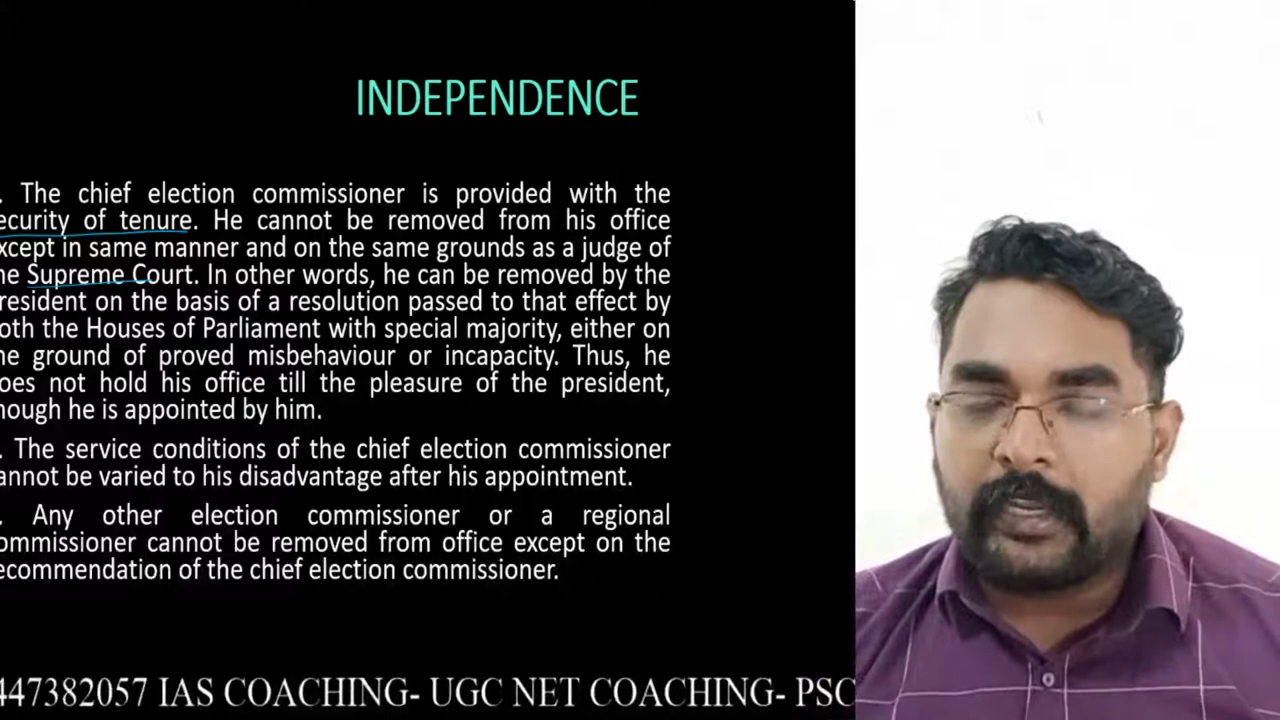 INDEPENDENCE
. The chief election commissioner is provided with the
ecurity of tenure. He cannot be removed from his office
xcept in same manner and on the same grounds as a judge of
he Supreme Court. In other words, he can be removed by the
resident on the basis of a resolution passed to that effect by
oth the Houses of Parliament with special majority, either on
he ground of proved misbehaviour or incapacity. Thus, he
oes not hold his office till the pleasure of the president,
hough he is appointed by him.
. The service conditions of the chief election commissioner
annot be varied to his disadvantage after his appointment.
. Any other election commissioner or a regional
ommissioner cannot be removed from office except on the
ecommendation of the chief election commissioner.
447382057 IAS COACHING- UGC NET COACHING- PSC